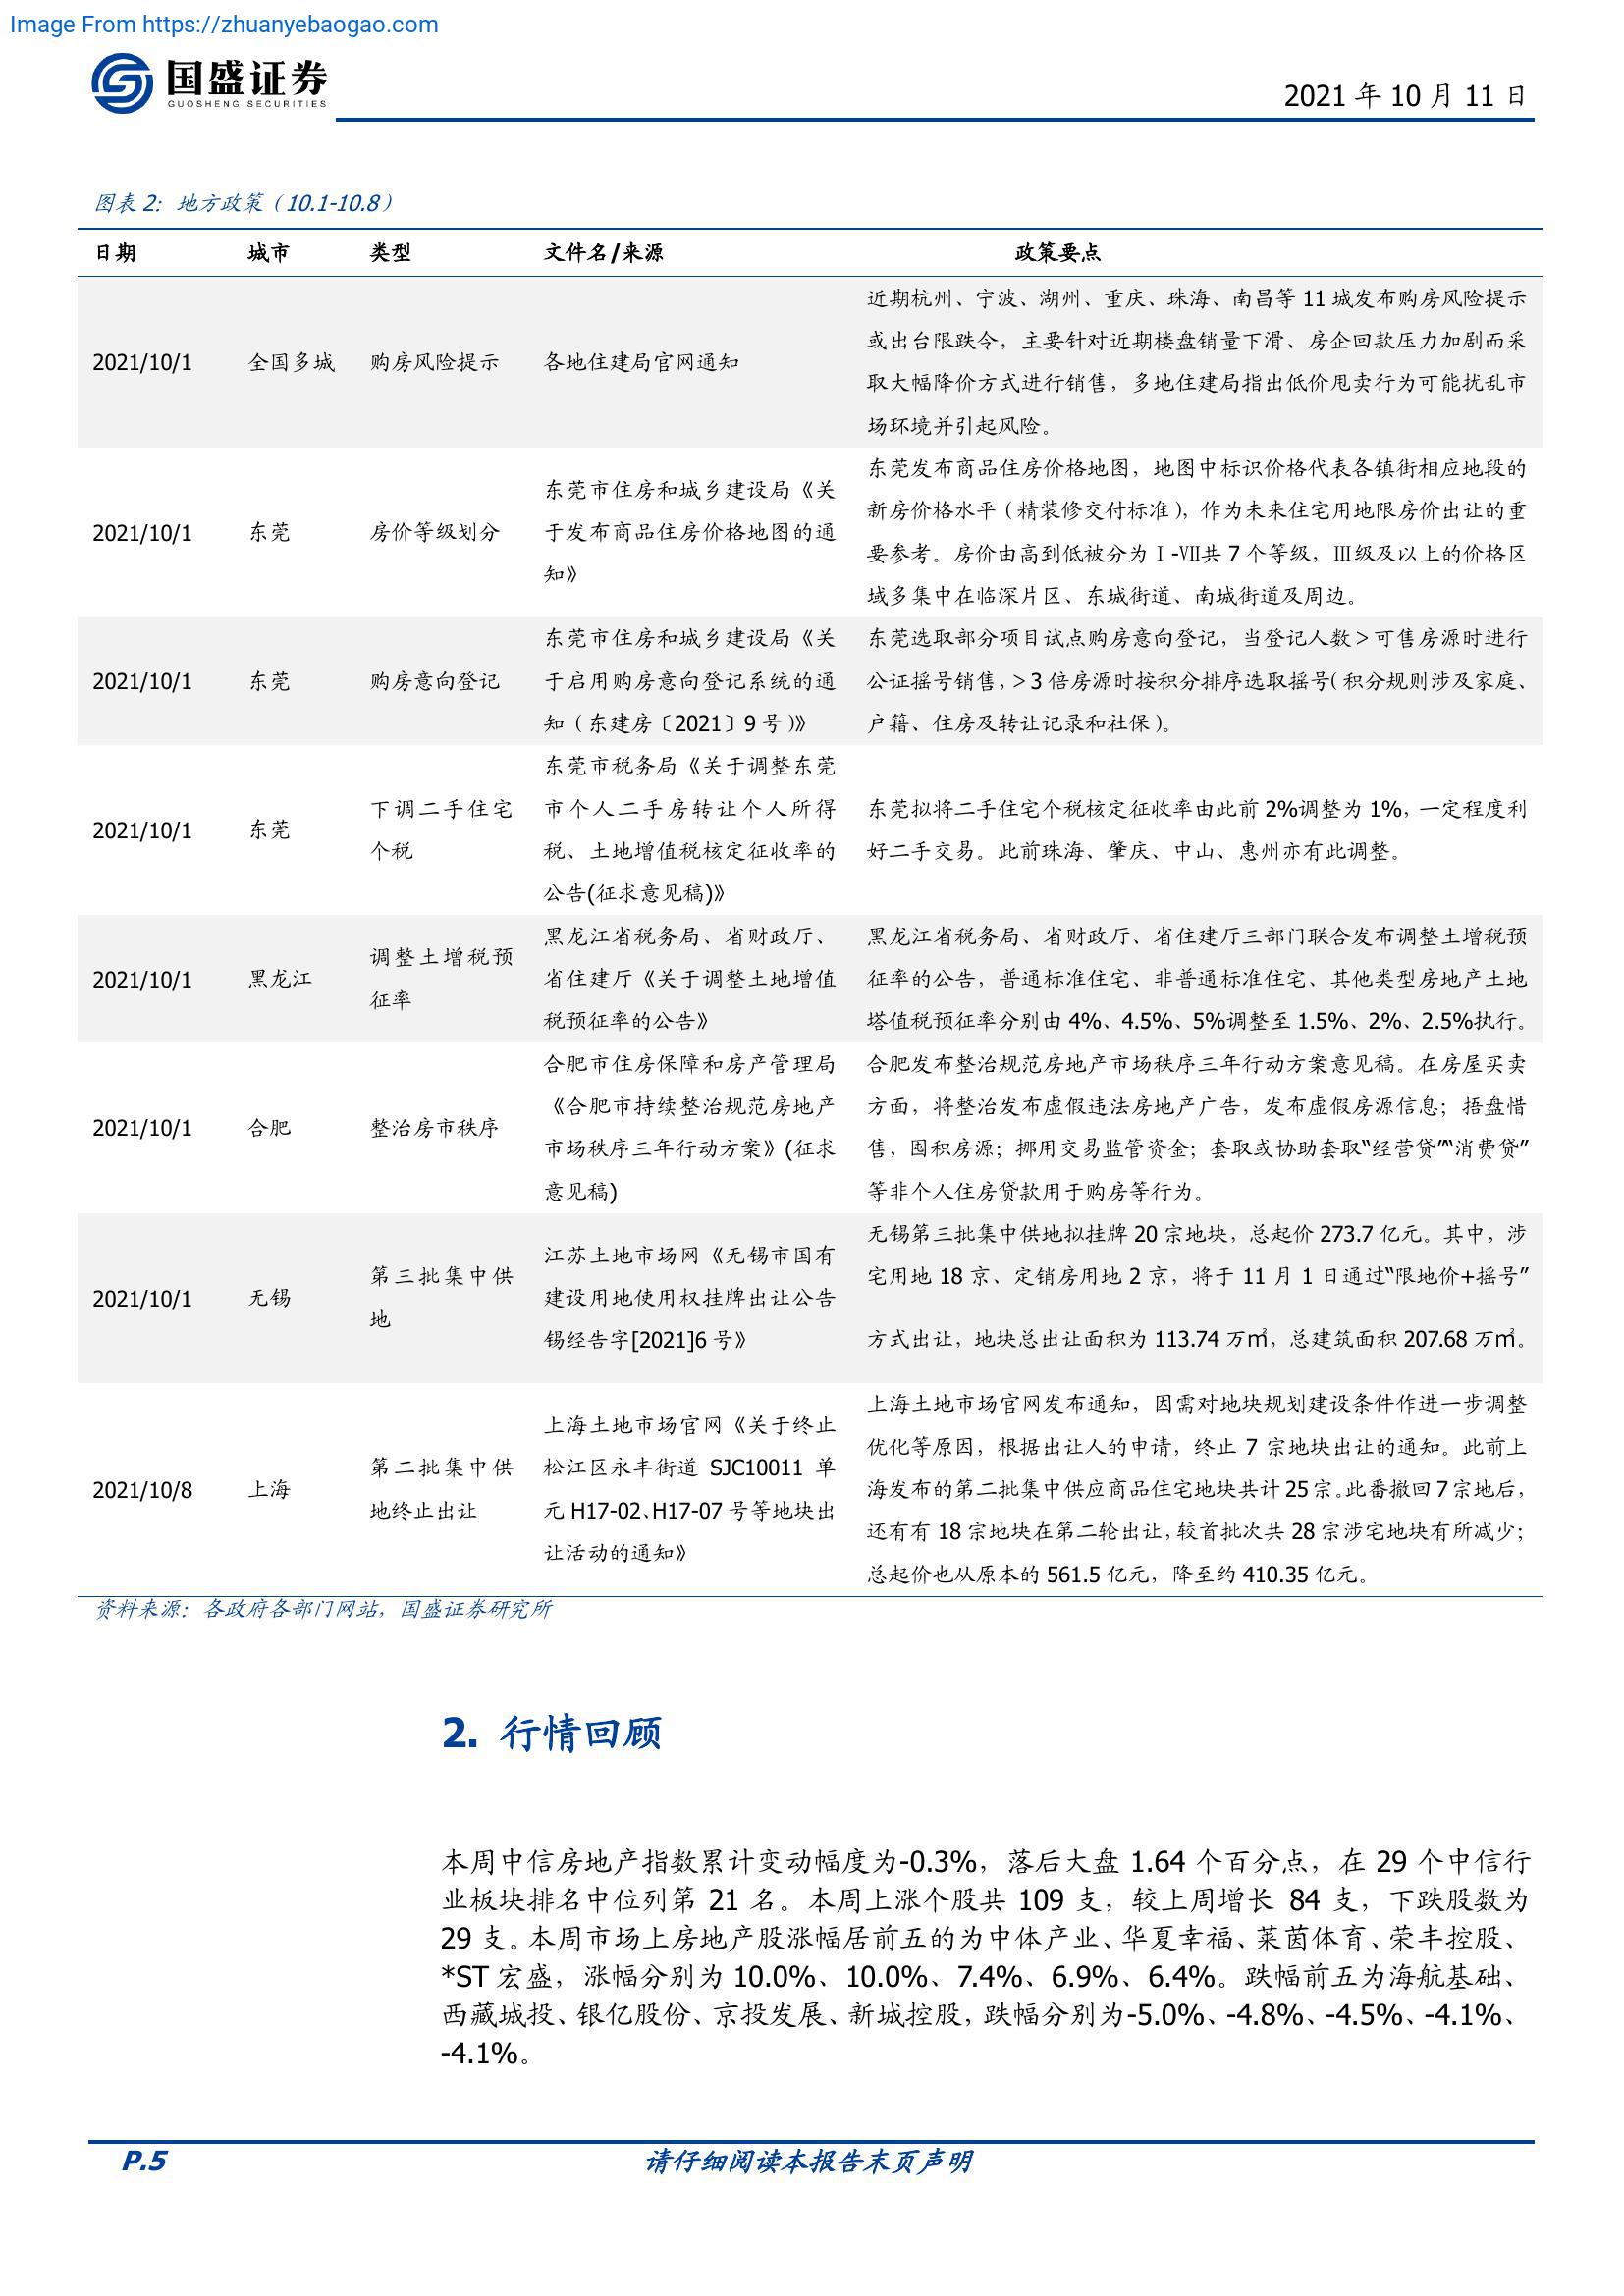 Image From https://zhuanyebaogao.com
国盛证券
GUOSHENG SECURITIES
2021 年 10 月 11 日
图表 2：地方政策（10.1-10.8）
日期 城市 类型 文件名/来源 政策要点
2021/10/1 全国多城 购房风险提示 各地住建局官网通知
近期杭州、宁波、湖州、重庆、珠海、南昌等 11 城发布购房风险提示
或出台限跌令，主要针对近期楼盘销量下滑、房企回款压力加剧而采
取大幅降价方式进行销售，多地住建局指出低价甩卖行为可能扰乱市
场环境并引起风险。
2021/10/1 东莞 房价等级划分
东莞市住房和城乡建设局《关
于发布商品住房价格地图的通
知》
东莞发布商品住房价格地图，地图中标识价格代表各镇街相应地段的
新房价格水平（精装修交付标准），作为未来住宅用地限房价出让的重
要参考。房价由高到低被分为Ⅰ-Ⅶ共 7 个等级，Ⅲ级及以上的价格区
域多集中在临深片区、东城街道、南城街道及周边。
2021/10/1 东莞 购房意向登记
东莞市住房和城乡建设局《关
于启用购房意向登记系统的通
知（东建房〔2021〕9 号）》
东莞选取部分项目试点购房意向登记，当登记人数＞可售房源时进行
公证摇号销售，＞3 倍房源时按积分排序选取摇号（积分规则涉及家庭、
户籍、住房及转让记录和社保）。
2021/10/1 东莞
下调二手住宅
个税
东莞市税务局《关于调整东莞
市个人二手房转让个人所得
税、土地增值税核定征收率的
公告(征求意见稿)》
东莞拟将二手住宅个税核定征收率由此前 2%调整为 1%，一定程度利
好二手交易。此前珠海、肇庆、中山、惠州亦有此调整。
2021/10/1 黑龙江
调整土增税预
征率
黑龙江省税务局、省财政厅、
省住建厅《关于调整土地增值
税预征率的公告》
黑龙江省税务局、省财政厅、省住建厅三部门联合发布调整土增税预
征率的公告，普通标准住宅、非普通标准住宅、其他类型房地产土地
塔值税预征率分别由 4%、4.5%、5%调整至 1.5%、2%、2.5%执行。
2021/10/1 合肥 整治房市秩序
合肥市住房保障和房产管理局
《合肥市持续整治规范房地产
市场秩序三年行动方案》(征求
意见稿)
合肥发布整治规范房地产市场秩序三年行动方案意见稿。在房屋买卖
方面，将整治发布虚假违法房地产广告，发布虚假房源信息；捂盘惜
售，囤积房源；挪用交易监管资金；套取或协助套取“经营贷”“消费贷”
等非个人住房贷款用于购房等行为。
2021/10/1 无锡
第三批集中供
地
江苏土地市场网《无锡市国有
建设用地使用权挂牌出让公告
锡经告字[2021]6 号》
无锡第三批集中供地拟挂牌 20 宗地块，总起价 273.7 亿元。其中，涉
宅用地 18 京、定销房用地 2 京，将于 11 月 1 日通过“限地价+摇号”
方式出让，地块总出让面积为 113.74 万㎡，总建筑面积 207.68 万㎡。
2021/10/8 上海
第二批集中供
地终止出让
上海土地市场官网《关于终止
松江区永丰街道 SJC10011 单
元 H17-02、H17-07 号等地块出
让活动的通知》
上海土地市场官网发布通知，因需对地块规划建设条件作进一步调整
优化等原因，根据出让人的申请，终止 7 宗地块出让的通知。此前上
海发布的第二批集中供应商品住宅地块共计 25 宗。此番撤回 7 宗地后，
还有有 18 宗地块在第二轮出让，较首批次共 28 宗涉宅地块有所减少；
总起价也从原本的 561.5 亿元，降至约 410.35 亿元。
资料来源：各政府各部门网站，国盛证券研究所
2. 行情回顾
本周中信房地产指数累计变动幅度为-0.3%，落后大盘 1.64 个百分点，在 29 个中信行
业板块排名中位列第 21 名。本周上涨个股共 109 支，较上周增长 84 支，下跌股数为
29 支。本周市场上房地产股涨幅居前五的为中体产业、华夏幸福、莱茵体育、荣丰控股、
*ST 宏盛，涨幅分别为 10.0%、10.0%、7.4%、6.9%、6.4%。跌幅前五为海航基础、
西藏城投、银亿股份、京投发展、新城控股，跌幅分别为-5.0%、-4.8%、-4.5%、-4.1%、
-4.1%。
P.5 请仔细阅读本报告末页声明